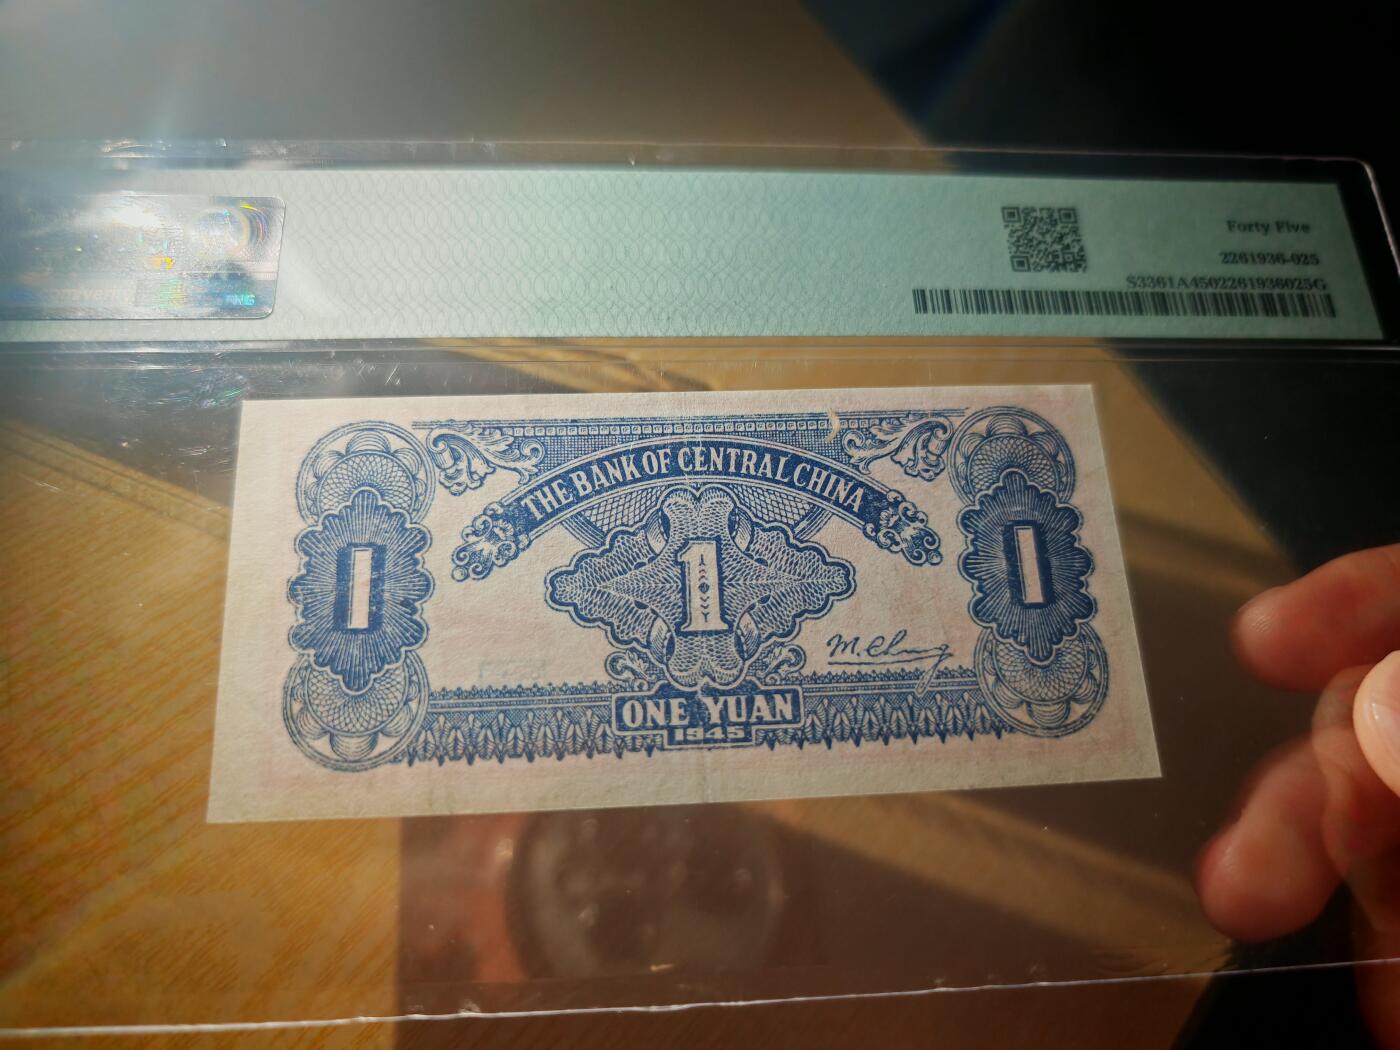 Forty Five
2261936-025
S3361A4502261936025G
THE BANK OF CENTRAL CHINA
1
1
1
M. Chung
ONE YUAN
1945